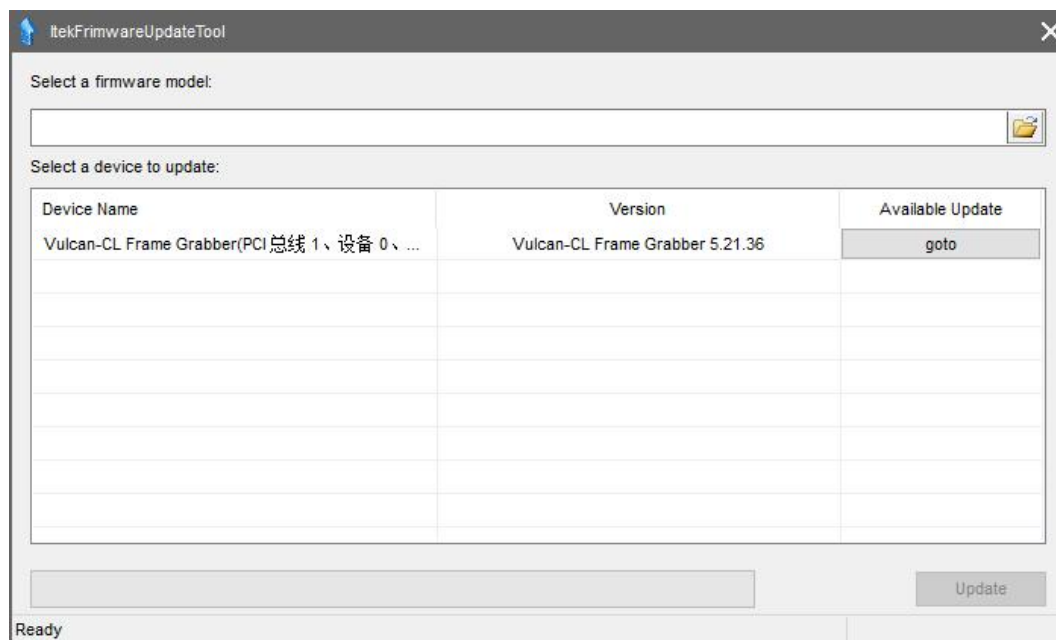 ItekFrimwareUpdateTool
Select a firmware model:
Select a device to update:
Device Name Version Available Update
Vulcan-CL Frame Grabber(PCI总线 1、设备 0、... Vulcan-CL Frame Grabber 5.21.36 goto
Update
Ready